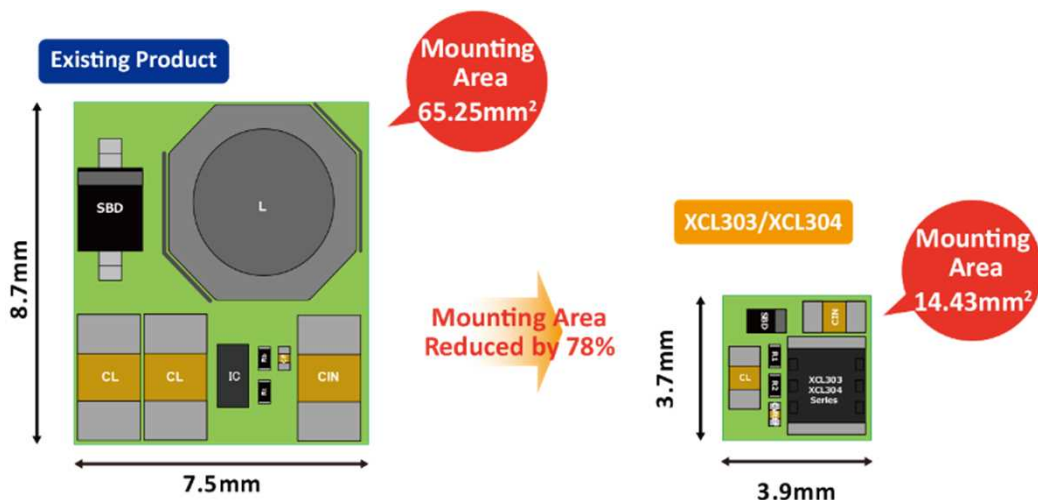 Existing Product
Mounting
Area
65.25mm²
SBD
L
8.7mm
CL
CL
IC
CIN
7.5mm
Mounting Area
Reduced by 78%
XCL303/XCL304
Mounting
Area
14.43mm²
SBD
CIN
CL
R1
R2
XCL303
XCL304
Series
3.7mm
3.9mm